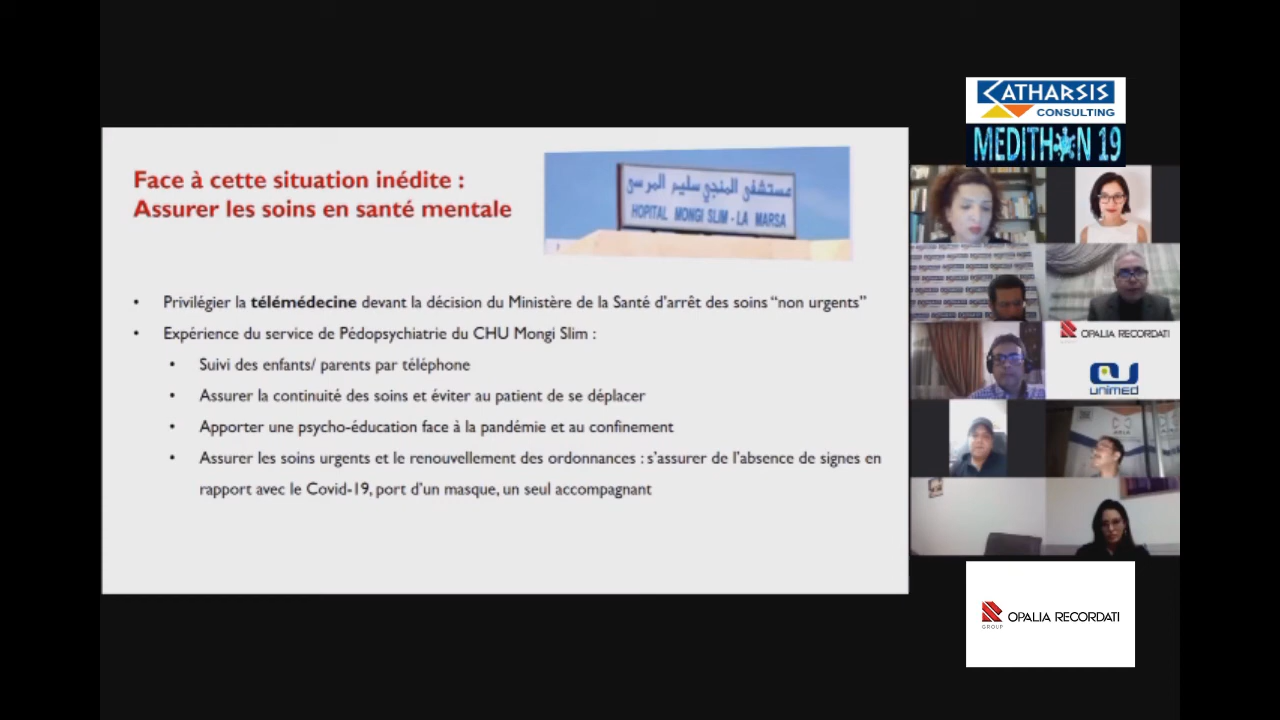 Face à cette situation inédite :
Assurer les soins en santé mentale
مستشفى المنجي سليم المرسى
HOPITAL MONGI SLIM - LA MARSA
• Privilégier la télémédecine devant la décision du Ministère de la Santé d'arrêt des soins “non urgents”
• Expérience du service de Pédopsychiatrie du CHU Mongi Slim :
• Suivi des enfants/ parents par téléphone
• Assurer la continuité des soins et éviter au patient de se déplacer
• Apporter une psycho-éducation face à la pandémie et au confinement
• Assurer les soins urgents et le renouvellement des ordonnances : s'assurer de l'absence de signes en
rapport avec le Covid-19, port d'un masque, un seul accompagnant
CATHARSIS
CONSULTING
MEDITHON 19
OPALIA RECORDATI
unimed
OPALIA RECORDATI
GROUP